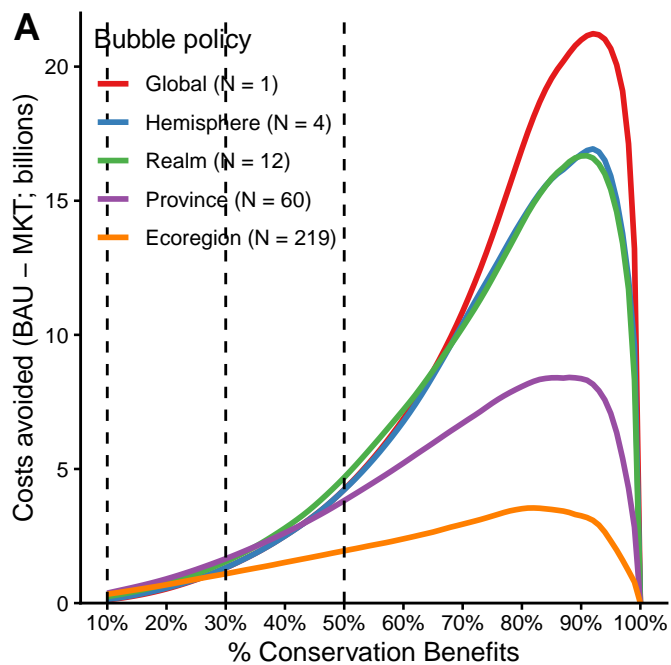 A
Bubble policy
Global (N = 1)
Hemisphere (N = 4)
Realm (N = 12)
Province (N = 60)
Ecoregion (N = 219)
Costs avoided (BAU − MKT; billions)
20
15
10
5
0
10% 20% 30% 40% 50% 60% 70% 80% 90% 100%
% Conservation Benefits